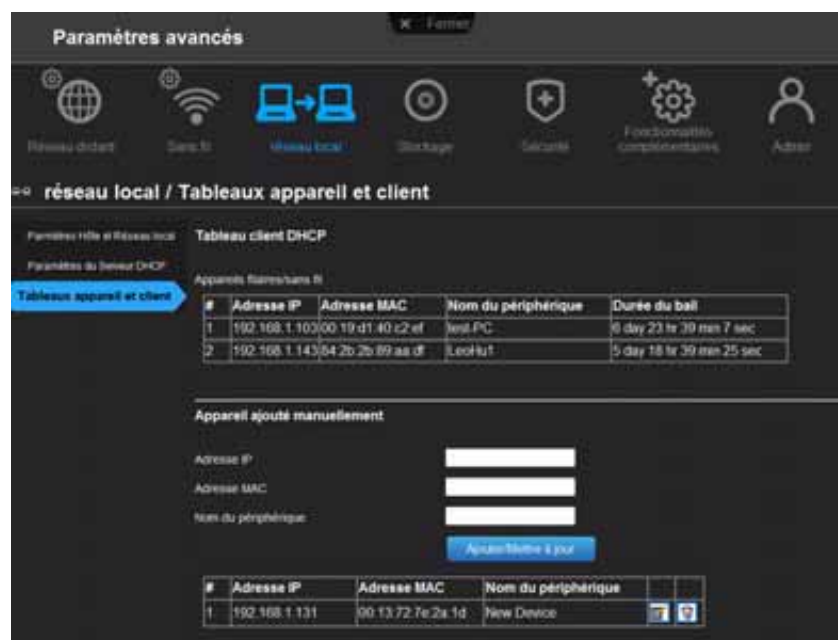 × Fermer
Paramètres avancés
Réseau distant
Sans fil
réseau local
Stockage
Sécurité
Fonctionnalités complémentaires
Admin
réseau local / Tableaux appareil et client
Paramètres Hôte et Réseau local
Paramètres du Serveur DHCP
Tableaux appareil et client
Tableau client DHCP
Appareils filaires/sans fil
# Adresse IP Adresse MAC Nom du périphérique Durée du bail
1 192.168.1.103 00:19:d1:40:c2:ef test-PC 6 day 23 hr 39 min 7 sec
2 192.168.1.143 84:2b:2b:89:aa:df LeoHu1 5 day 18 hr 39 min 25 sec
Appareil ajouté manuellement
Adresse IP
Adresse MAC
Nom du périphérique
Ajouter/Mettre à jour
# Adresse IP Adresse MAC Nom du périphérique
1 192.168.1.131 00:13:72:7e:2a:1d New Device